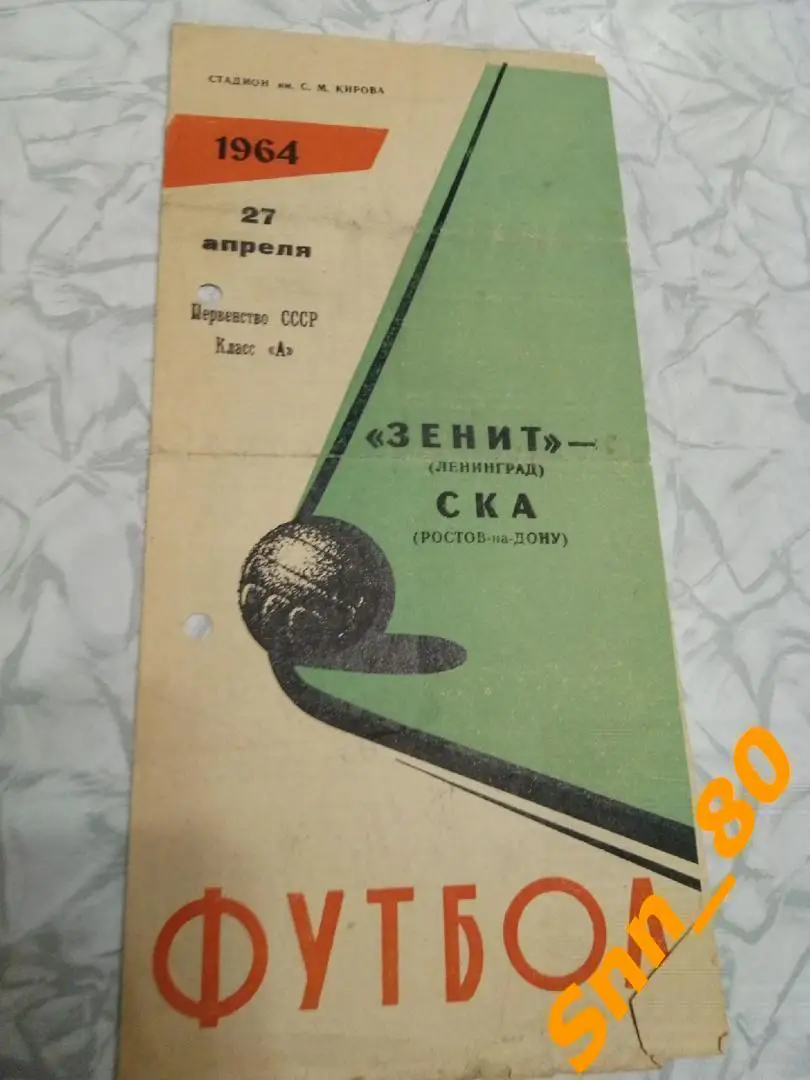 СТАДИОН им. С. М. КИРОВА
1964
27
апреля
Первенство СССР
Класс «А»
«ЗЕНИТ» —
(ЛЕНИНГРАД)
СКА
(РОСТОВ-на-ДОНУ)
ФУТБОЛ
Snn_80